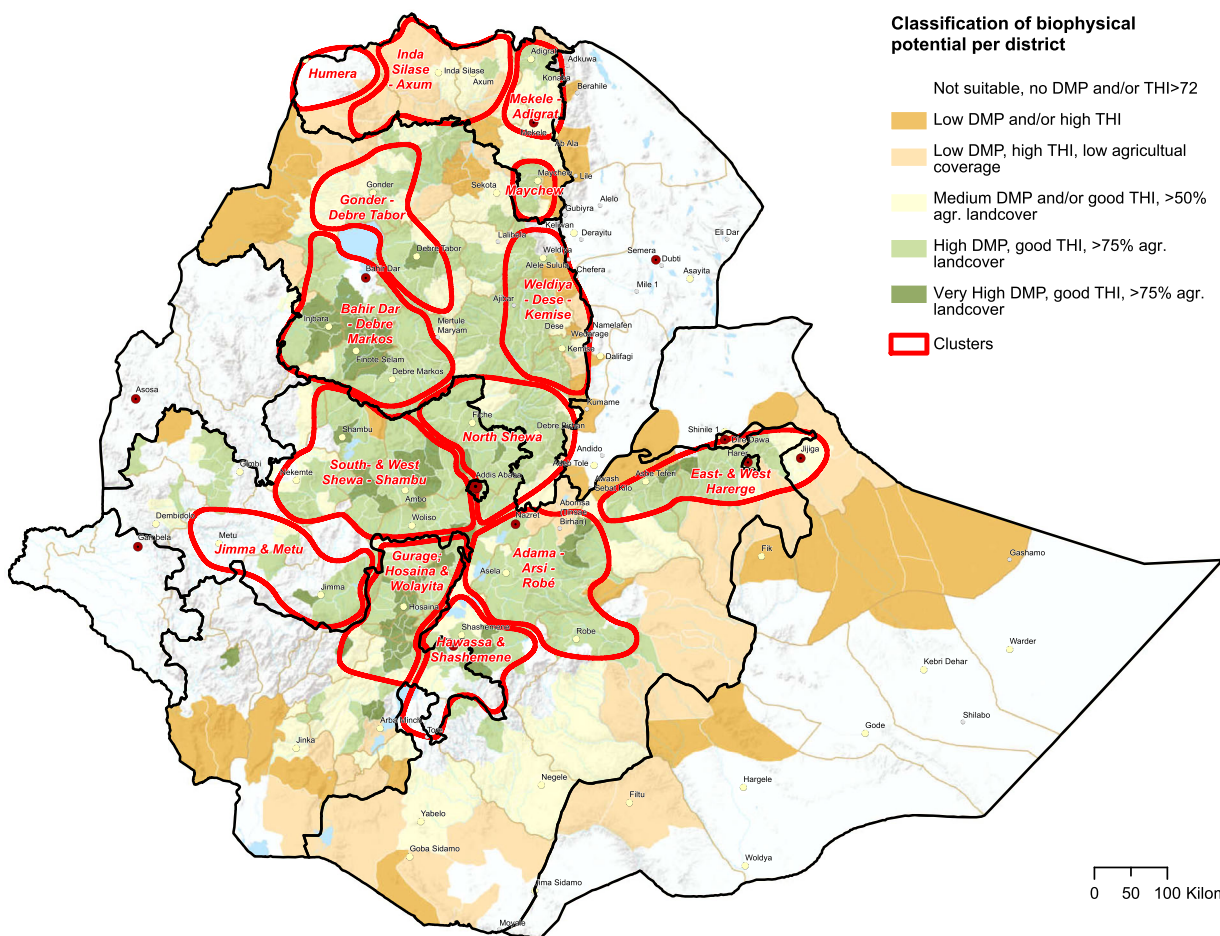 Classification of biophysical
potential per district
Not suitable, no DMP and/or THI>72
Low DMP and/or high THI
Low DMP, high THI, low agricultual
coverage
Medium DMP and/or good THI, >50%
agr. landcover
High DMP, good THI, >75% agr.
landcover
Very High DMP, good THI, >75% agr.
landcover
Clusters
Humera
Inda
Silase
- Axum
Inda Silase
Axum
Adigrat
Adkuwa
Konaba
Berahile
Mekele -
Adigrat
Mekele
Ab Ala
Maychew
Maychew
Lile
Gonder
Sekota
Gonder -
Debre Tabor
Gubiyra
Alelo
Kelwan
Derayitu
Lalibela
Weldiya
Semera
Dubti
Eli Dar
Asayita
Debre Tabor
Bahir Dar
Alele Sulula
Chefera
Mile 1
Weldiya
- Dese -
Kemise
Ajibar
Bahir Dar
- Debre
Markos
Injibara
Mertule
Maryam
Dese
Namelafen
Wederage
Finote Selam
Kemise
Dalifagi
Debre Markos
Asosa
Kumame
Fiche
Debre Birhan
North Shewa
Shambu
Shinile 1
Dire Dawa
Gimbi
Nekemte
South- & West
Shewa - Shambu
Addis Ababa
Andido
Harer
Jijiga
Asbe Teferi
East- & West
Harerge
Awash
Ambo
Woliso
Abomsa
Nazret
Dembidolo
Gambela
Metu
Jimma & Metu
Jimma
Gurage,
Hosaina &
Wolayita
Hosaina
Adama -
Arsi -
Robé
Asela
Fik
Gashamo
Shashemene
Hawassa &
Shashemene
Robe
Warder
Kebri Dehar
Shilabo
Gode
Arba Minch
Jinka
Negele
Hargele
Filtu
Yabelo
Goba Sidamo
Woldya
ima Sidamo
Moyale
0 50 100 Kilon